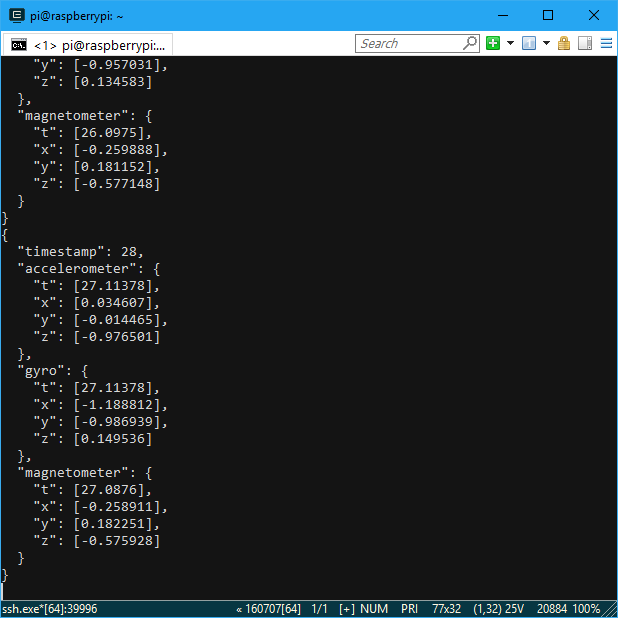 pi@raspberrypi: ~
<1> pi@raspberrypi:...
Search
"y": [-0.957031],
"z": [0.134583]
},
"magnetometer": {
"t": [26.0975],
"x": [-0.259888],
"y": [0.181152],
"z": [-0.577148]
}
}
{
"timestamp": 28,
"accelerometer": {
"t": [27.11378],
"x": [0.034607],
"y": [-0.014465],
"z": [-0.976501]
},
"gyro": {
"t": [27.11378],
"x": [-1.188812],
"y": [-0.986939],
"z": [0.149536]
},
"magnetometer": {
"t": [27.0876],
"x": [-0.258911],
"y": [0.182251],
"z": [-0.575928]
}
}
ssh.exe*[64]:39996 « 160707[64] 1/1 [+] NUM PRI 77x32 (1,32) 25V 20884 100%